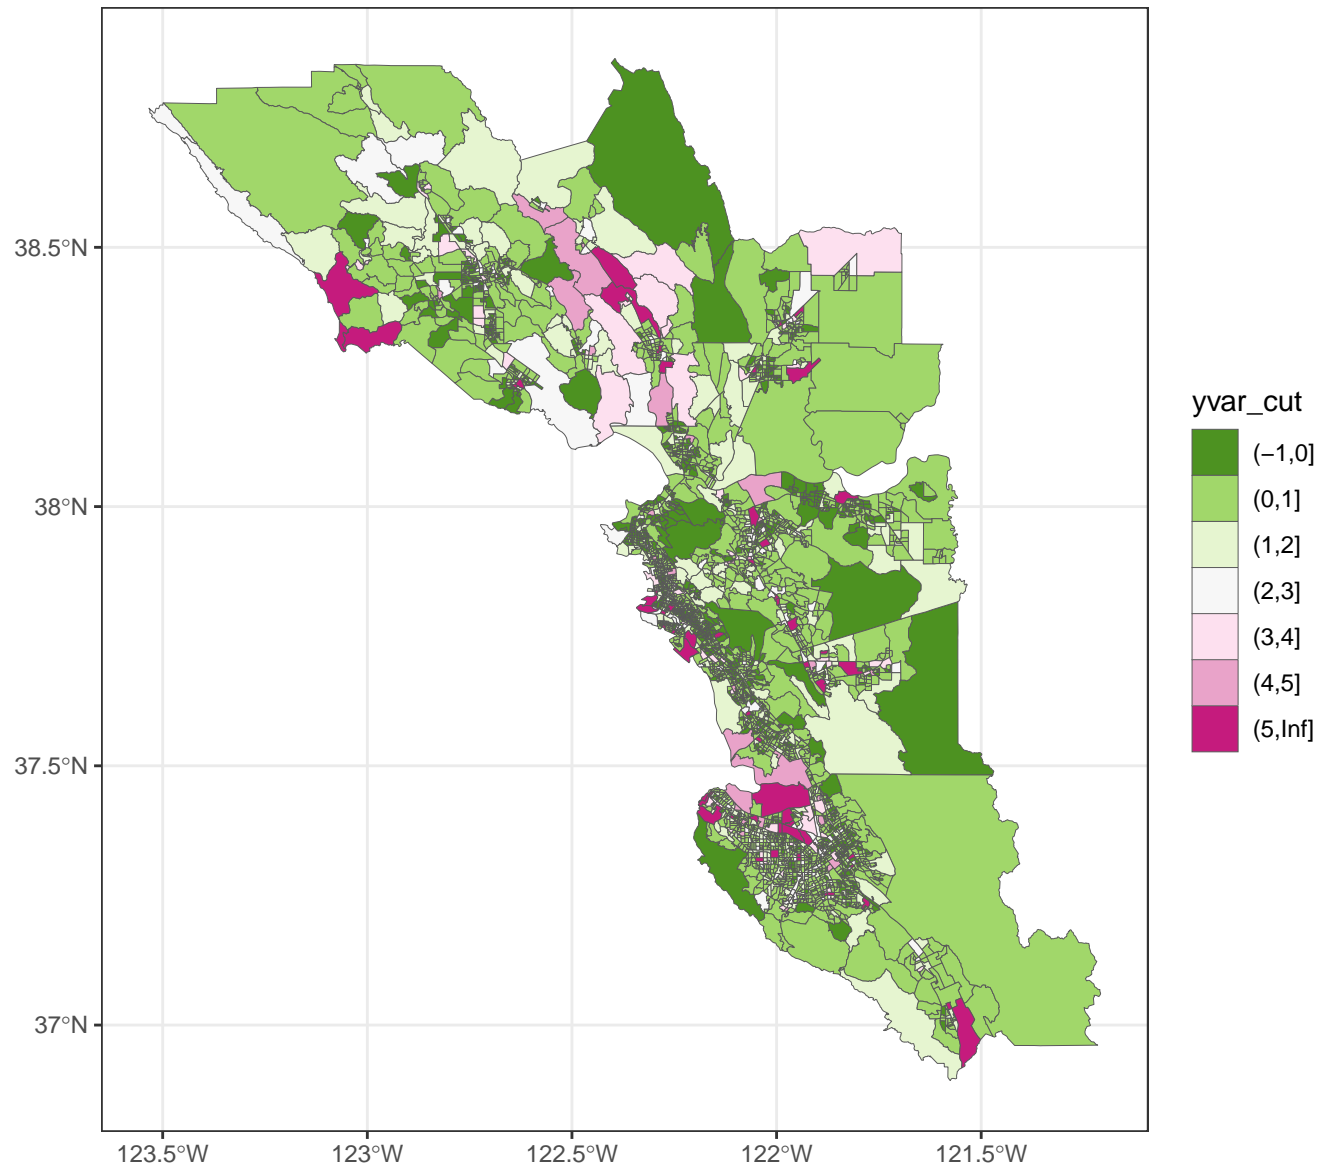 38.5°N
38°N
37.5°N
37°N
123.5°W
123°W
122.5°W
122°W
121.5°W
yvar_cut
(−1,0]
(0,1]
(1,2]
(2,3]
(3,4]
(4,5]
(5,Inf]